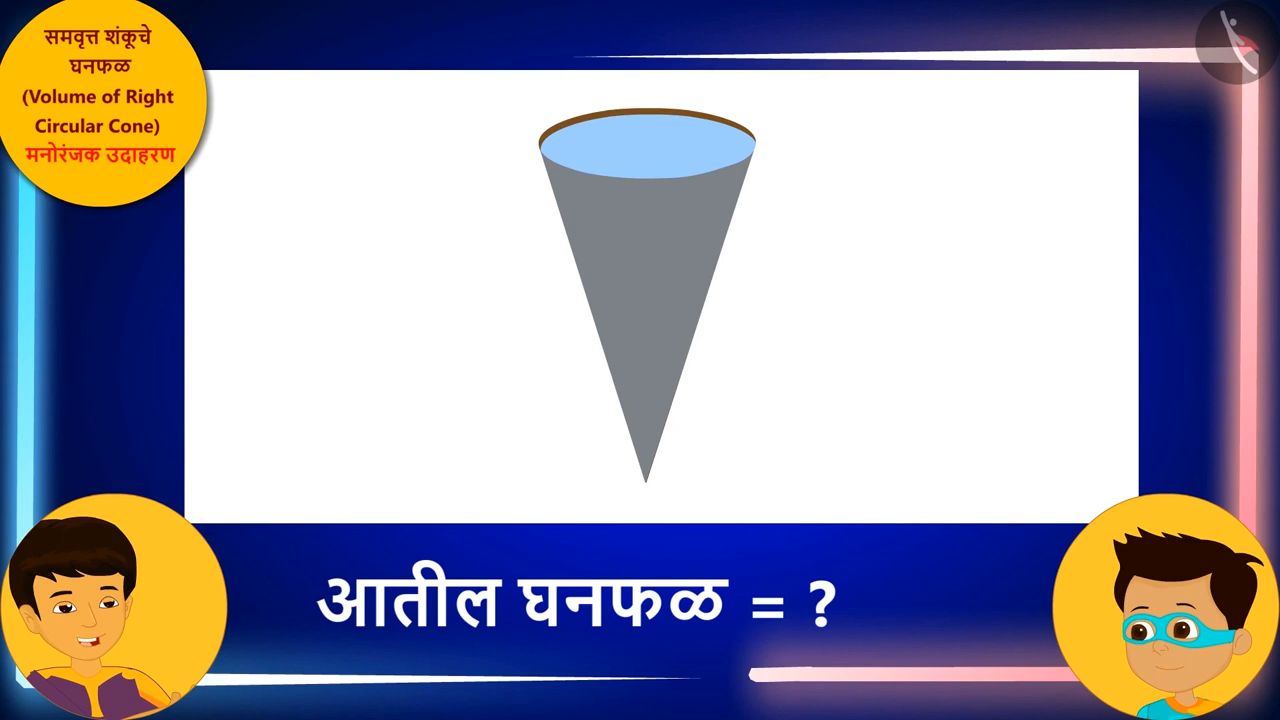 समवृत्त शंकूचे
घनफळ
(Volume of Right
Circular Cone)
मनोरंजक उदाहरण
आतील घनफळ = ?